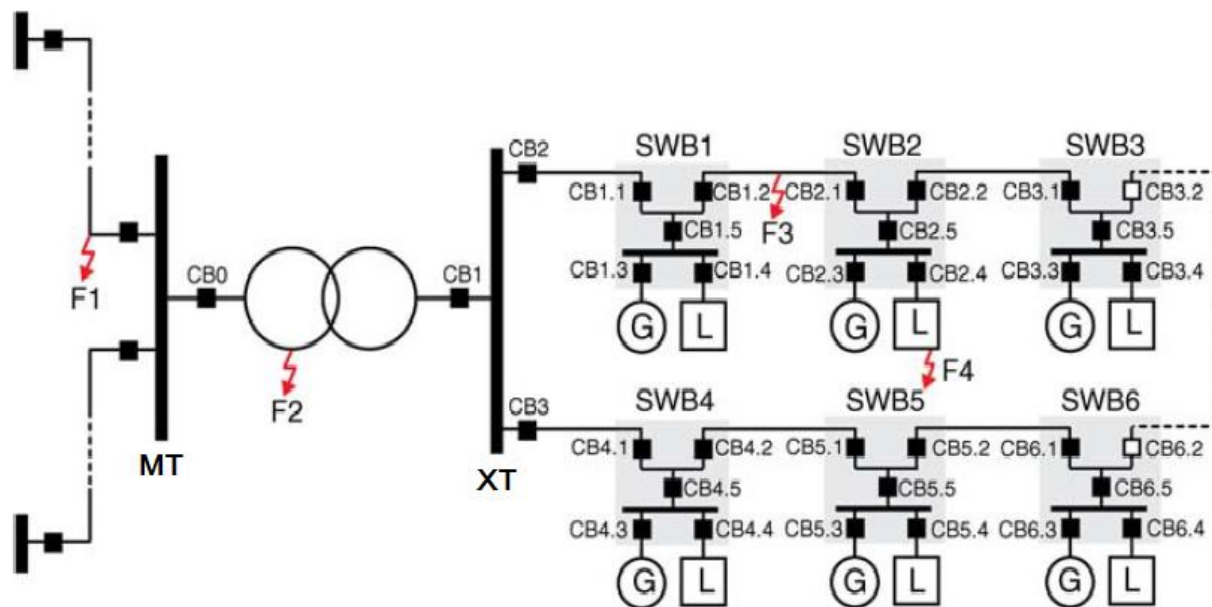 SWB1 SWB2 SWB3
CB2
CB1.1 CB1.2 CB2.1 CB2.2 CB3.1 CB3.2
F3
CB1.5 CB2.5 CB3.5
CB0 CB1
CB1.3 CB1.4 CB2.3 CB2.4 CB3.3 CB3.4
F1
G L G L G L
F4
F2
CB3
SWB4 SWB5 SWB6
MT XT
CB4.1 CB4.2 CB5.1 CB5.2 CB6.1 CB6.2
CB4.5 CB5.5 CB6.5
CB4.3 CB4.4 CB5.3 CB5.4 CB6.3 CB6.4
G L G L G L